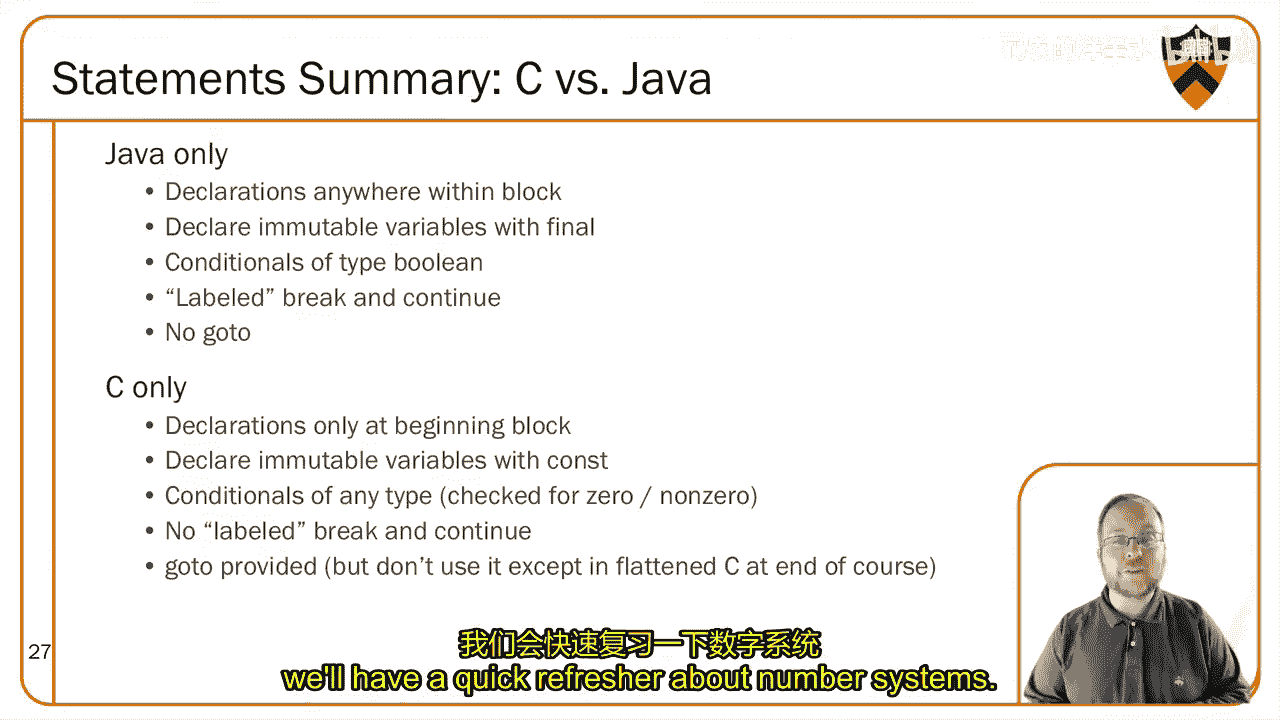 Statements Summary: C vs. Java
Java only
• Declarations anywhere within block
• Declare immutable variables with final
• Conditionals of type boolean
• “Labeled” break and continue
• No goto
C only
• Declarations only at beginning block
• Declare immutable variables with const
• Conditionals of any type (checked for zero / nonzero)
• No “labeled” break and continue
• goto provided (but don’t use it except in flattened C at end of course)
27
我们会快速复习一下数字系统
we'll have a quick refresher about number systems.